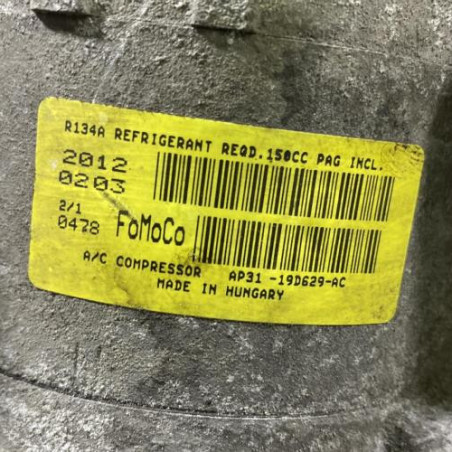 R134A REFRIGERANT REQD.150CC PAG INCL.
2012
0203
2/1
0478 FoMoCo
A/C COMPRESSOR AP31 -19D629-AC
MADE IN HUNGARY